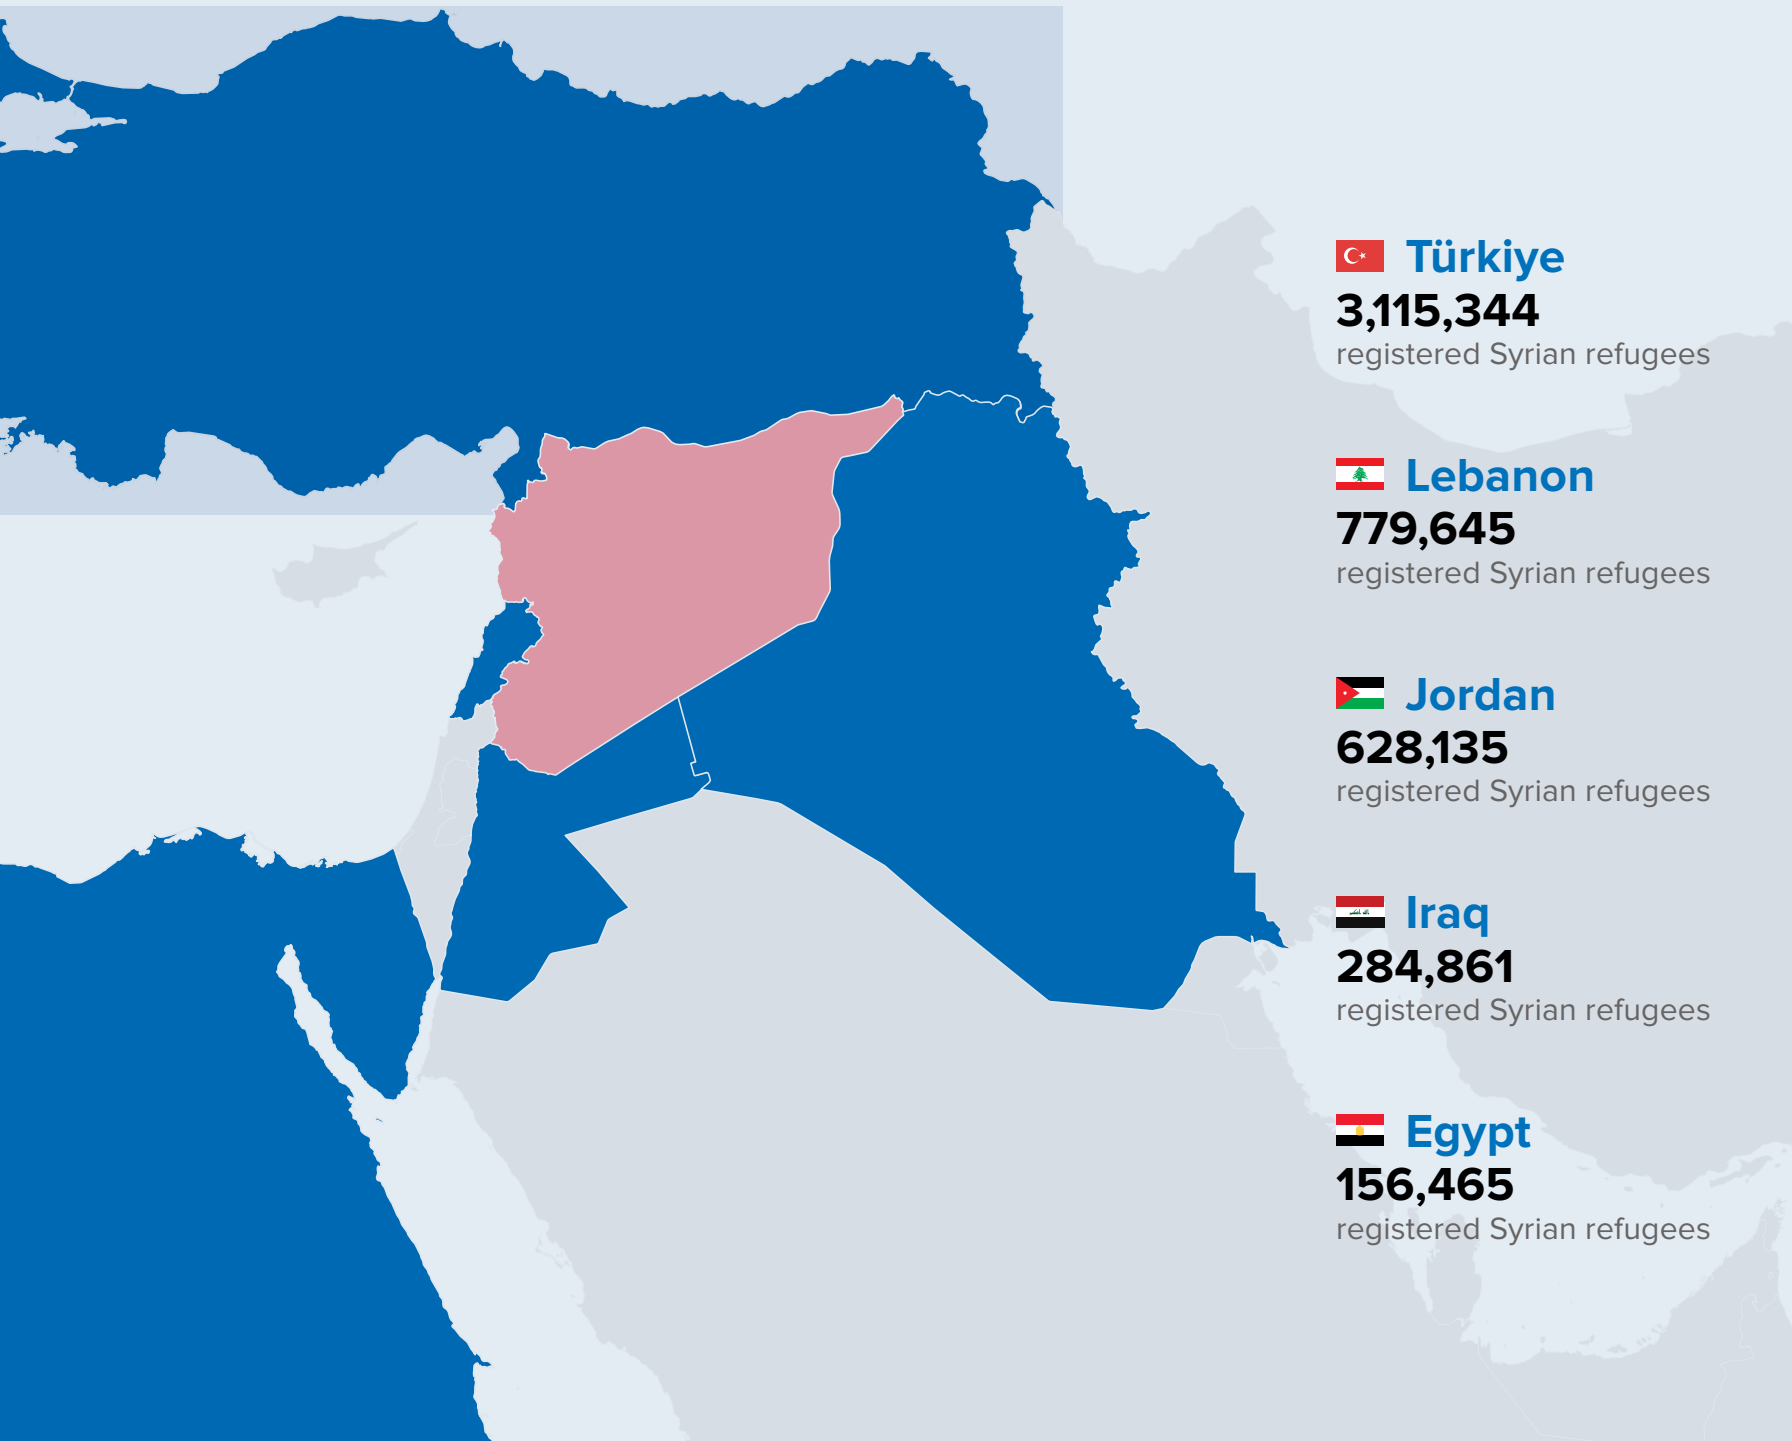 Türkiye
3,115,344
registered Syrian refugees
Lebanon
779,645
registered Syrian refugees
Jordan
628,135
registered Syrian refugees
Iraq
284,861
registered Syrian refugees
Egypt
156,465
registered Syrian refugees